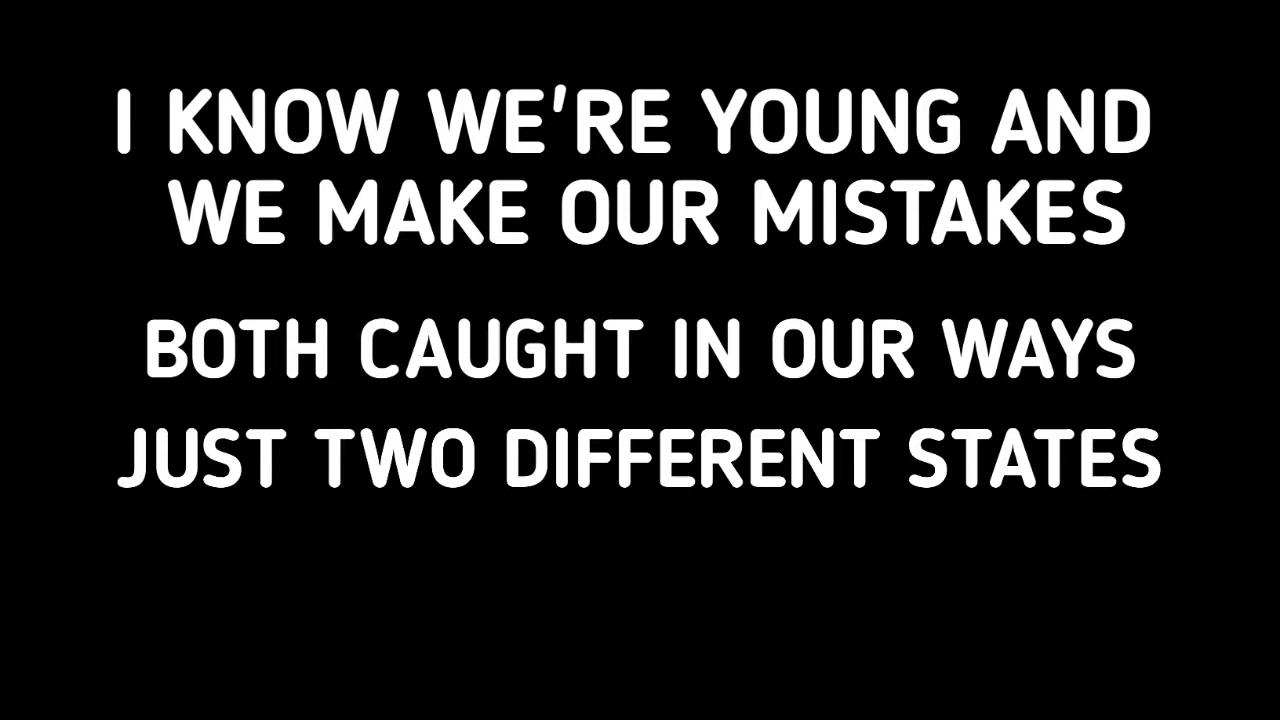 I KNOW WE'RE YOUNG AND
WE MAKE OUR MISTAKES
BOTH CAUGHT IN OUR WAYS
JUST TWO DIFFERENT STATES